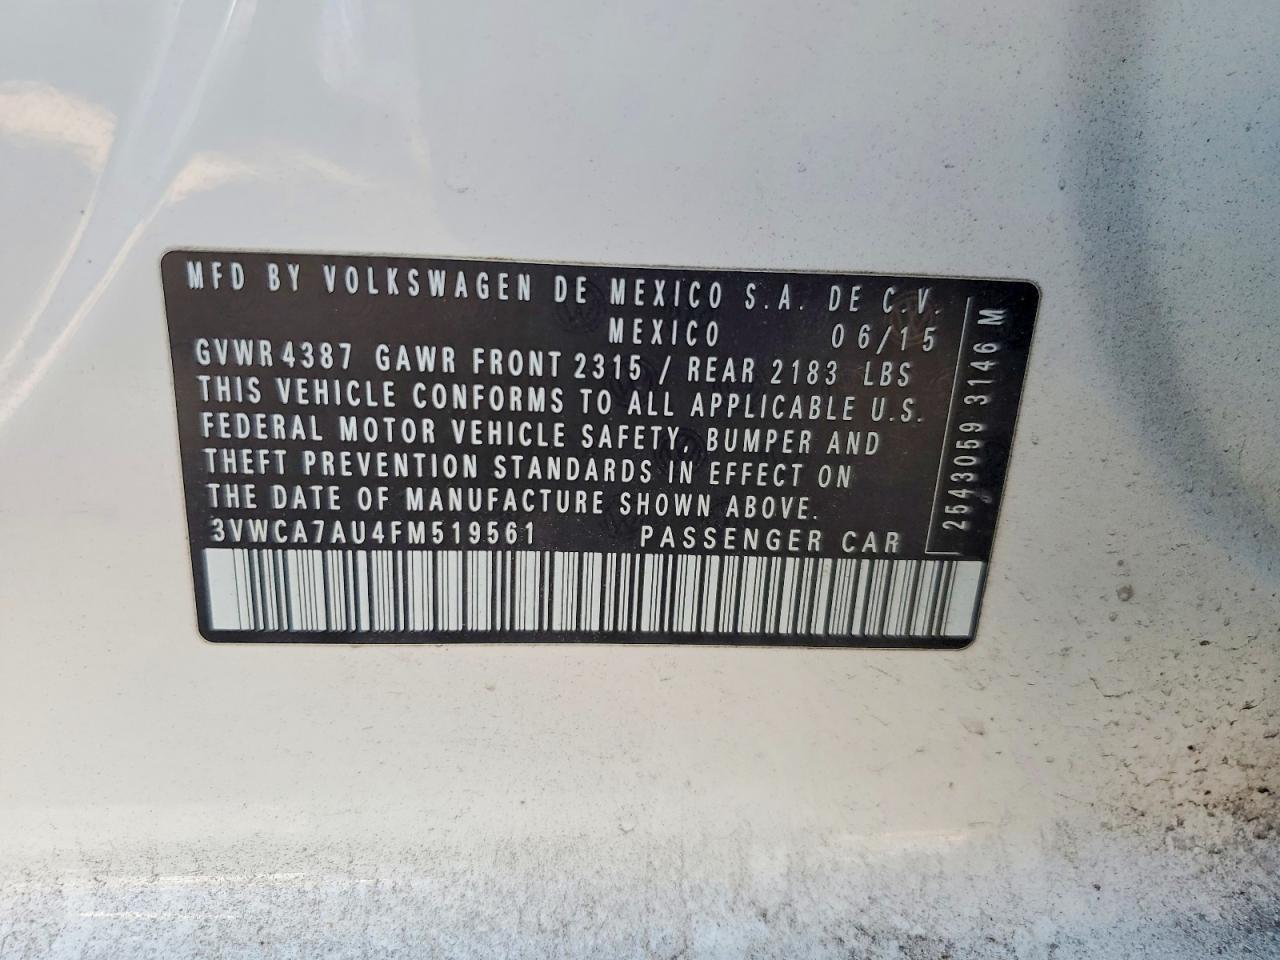 MFD BY VOLKSWAGEN DE MEXICO S.A. DE C.V.
MEXICO 06/15
GVWR 4387 GAWR FRONT 2315 / REAR 2183 LBS
THIS VEHICLE CONFORMS TO ALL APPLICABLE U.S.
FEDERAL MOTOR VEHICLE SAFETY, BUMPER AND
THEFT PREVENTION STANDARDS IN EFFECT ON
THE DATE OF MANUFACTURE SHOWN ABOVE.
3VWCA7AU4FM519561 PASSENGER CAR
2543059 3146 M